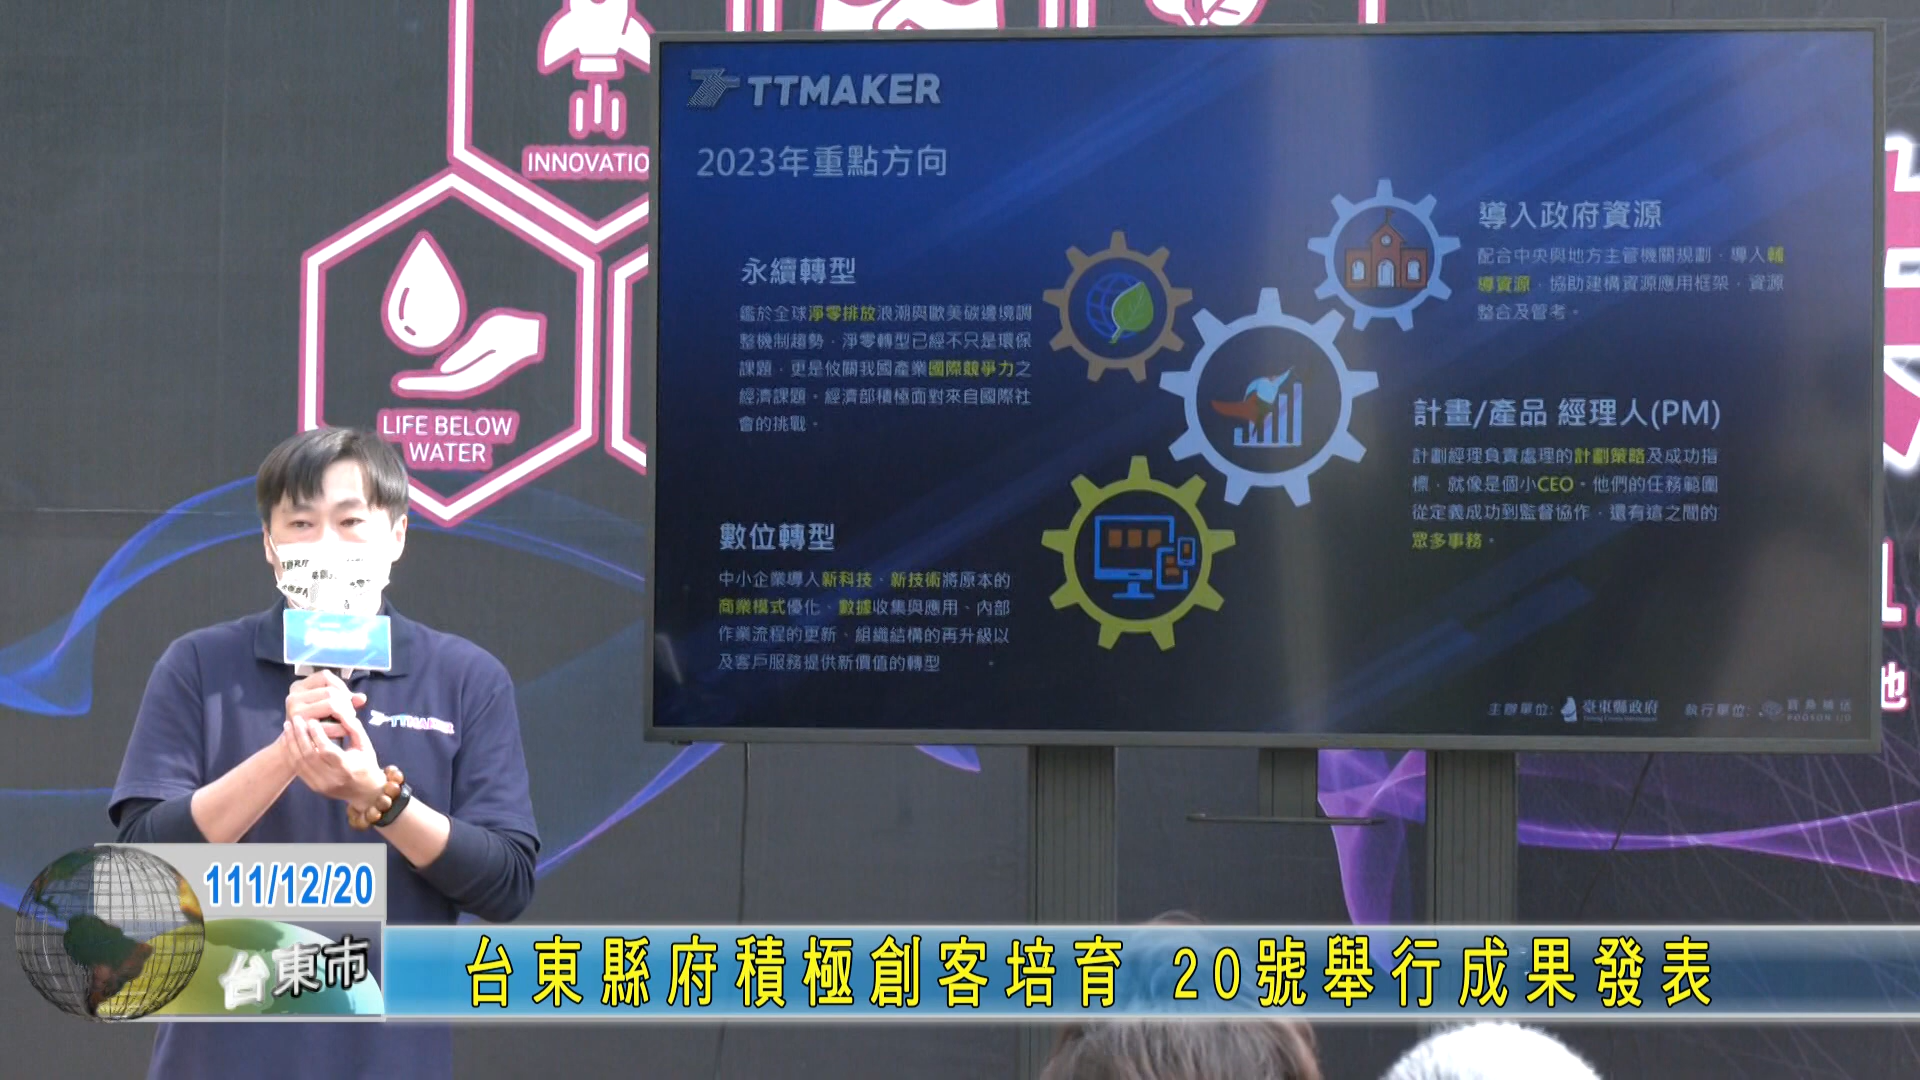 INNOVATIO
LIFE BELOW
WATER
TTMAKER
2023年重點方向
永續轉型
鑑於全球淨零排放浪潮與歐美碳邊境調
整機制趨勢，淨零轉型已經不只是環保
課題，更是攸關我國產業國際競爭力之
經濟課題。經濟部積極面對來自國際社
會的挑戰。
數位轉型
中小企業導入新科技、新技術將原本的
商業模式優化、數據收集與應用、內部
作業流程的更新、組織結構的再升級以
及客戶服務提供新價值的轉型
導入政府資源
配合中央與地方主管機關規劃，導入輔
導資源，協助建構資源應用框架，資源
整合及管考。
計畫/產品 經理人(PM)
計劃經理負責處理的計劃策略及成功指
標，就像是個小CEO。他們的任務範圍
從定義成功到監督協作，還有這之間的
眾多事務。
主辦單位:
臺東縣政府
執行單位:
TTMAKER
地
111/12/20
台東市
台東縣府積極創客培育 20號舉行成果發表